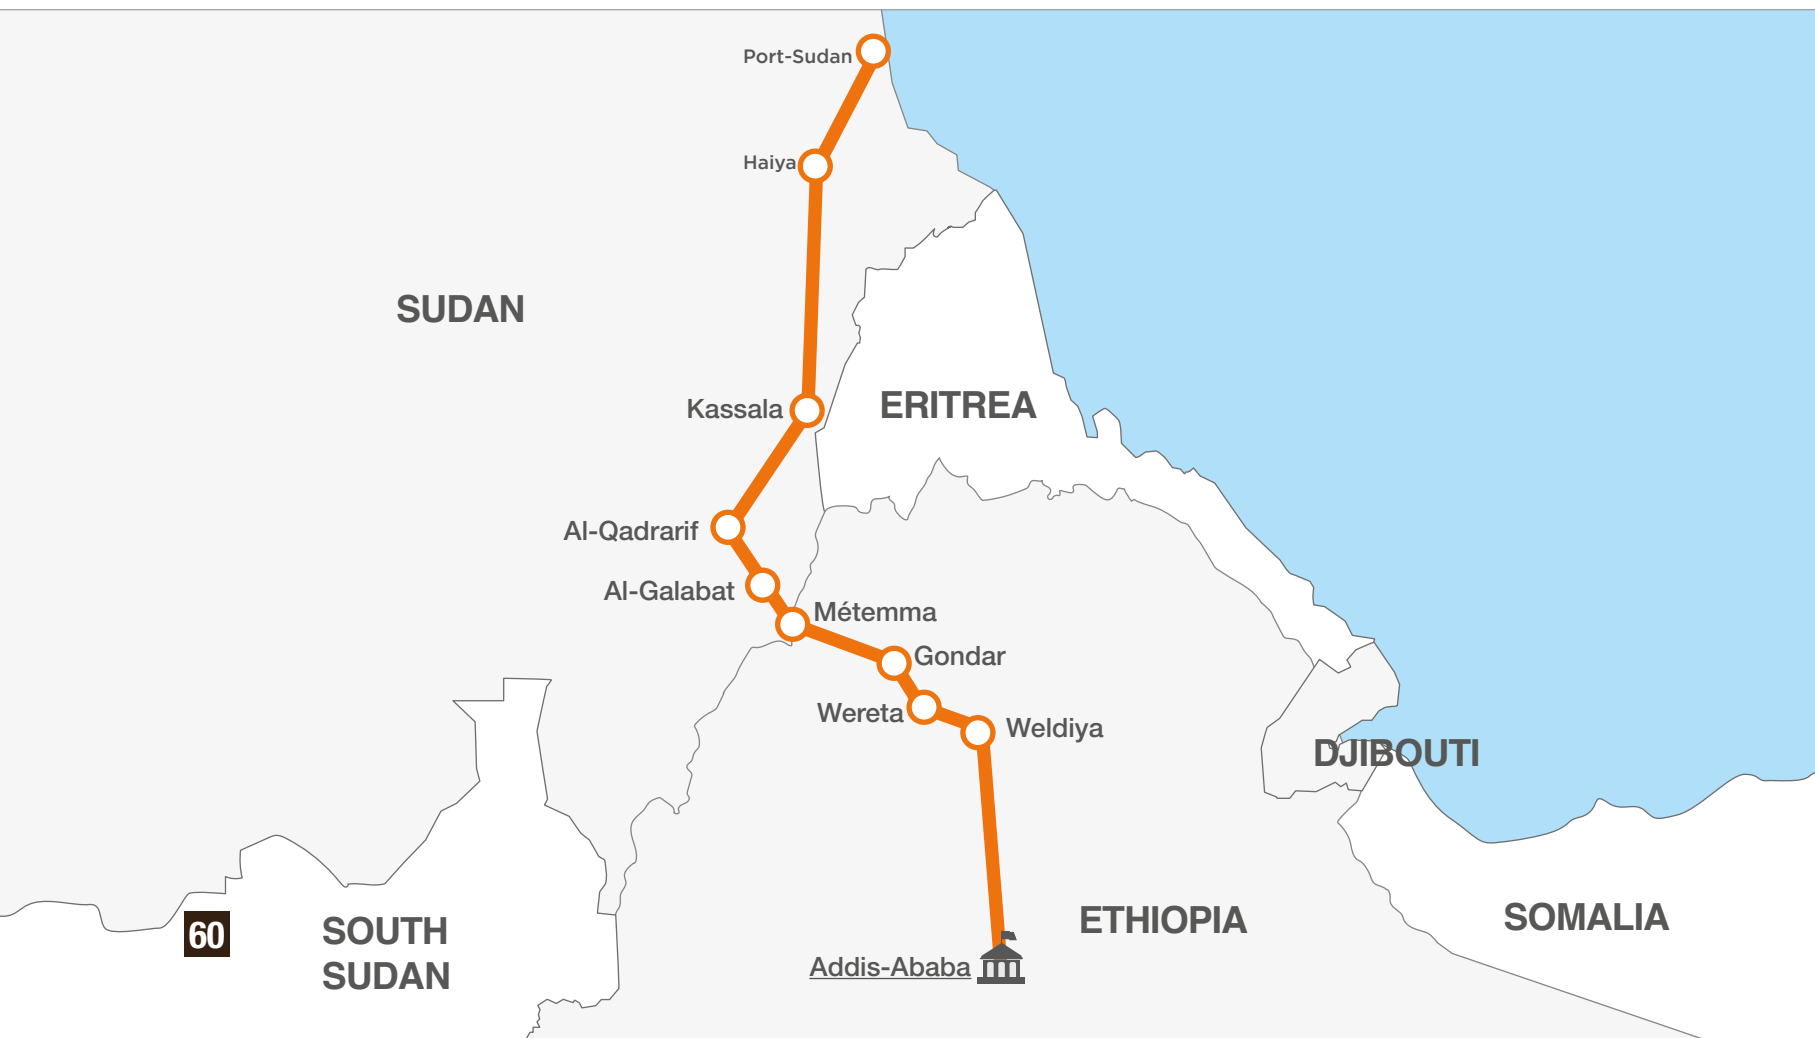 Port-Sudan
Haiya
SUDAN
Kassala
ERITREA
Al-Qadrarif
Al-Galabat
Métemma
Gondar
Wereta
Weldiya
DJIBOUTI
ETHIOPIA
SOMALIA
60
SOUTH
SUDAN
Addis-Ababa